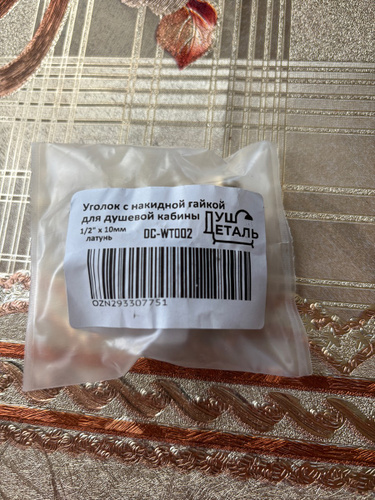 Уголок с накидной гайкой
для душевой кабины
1/2" х 10мм
латунь
DC-WT002
ДУШ
ДЕТАЛЬ
OZN293307751